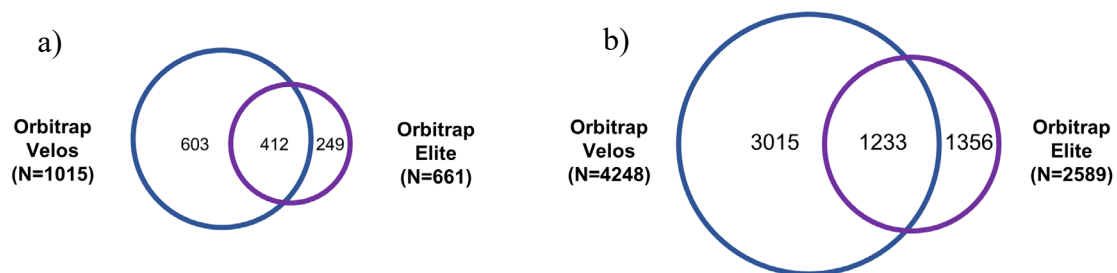 a)
Orbitrap
Velos
(N=1015)
603
412
249
Orbitrap
Elite
(N=661)
b)
Orbitrap
Velos
(N=4248)
3015
1233
1356
Orbitrap
Elite
(N=2589)